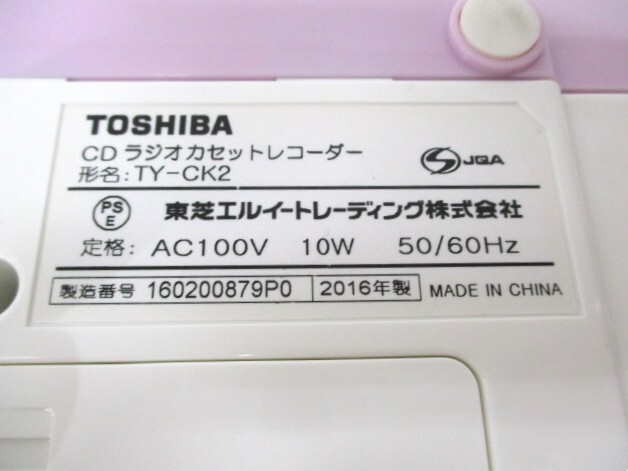 TOSHIBA
CD ラジオカセットレコーダー
形名:TY-CK2
JQA
PS
E
東芝エルイートレーディング株式会社
定格: AC100V 10W 50/60Hz
製造番号 160200879P0 2016年製 MADE IN CHINA